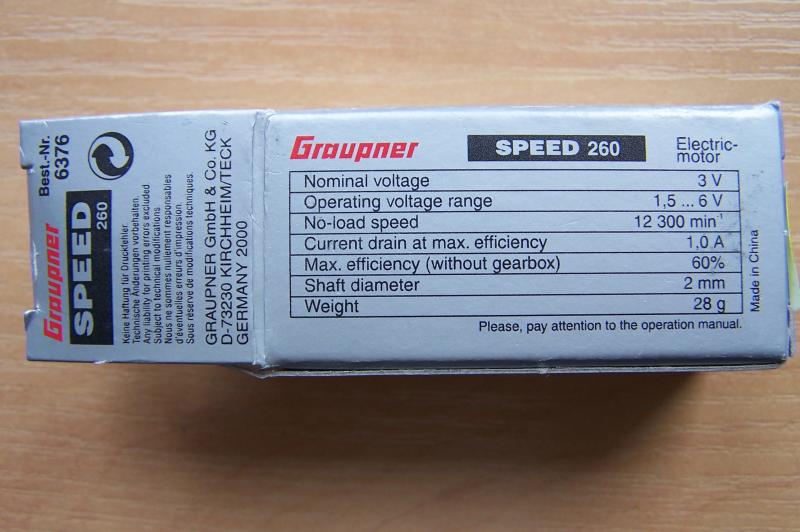 Best.-Nr.
6376
Graupner
SPEED 260
Keine Haftung für Druckfehler.
Technische Änderungen vorbehalten.
Any liability for printing errors excluded
Subject to technical modifications
Nous ne sommes nullement responsables
d'éventuelles erreurs d'impression.
Sous réserve de modifications techniques.
GRAUPNER GmbH & Co. KG
D-73230 KIRCHHEIM/TECK
GERMANY 2000
Graupner SPEED 260 Electric-
motor
Nominal voltage 3 V
Operating voltage range 1,5 ... 6 V
No-load speed 12 300 min⁻¹
Current drain at max. efficiency 1,0 A
Max. efficiency (without gearbox) 60%
Shaft diameter 2 mm
Weight 28 g
Please, pay attention to the operation manual.
Made in China